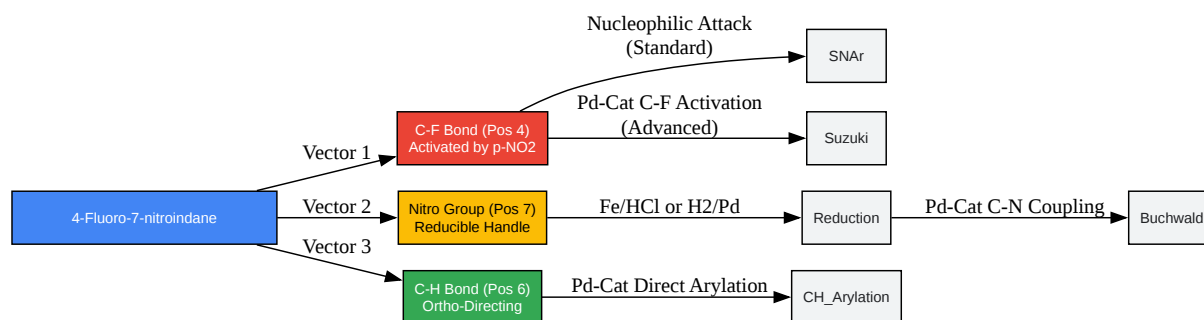 Nucleophilic Attack
(Standard)
SNAr
Pd-Cat C-F Activation
(Advanced)
C-F Bond (Pos 4)
Activated by p-NO2
Suzuki
Vector 1
4-Fluoro-7-nitroindane
Vector 2
Nitro Group (Pos 7)
Reducible Handle
Fe/HCl or H2/Pd
Reduction
Pd-Cat C-N Coupling
Buchwald
Vector 3
C-H Bond (Pos 6)
Ortho-Directing
Pd-Cat Direct Arylation
CH_Arylation